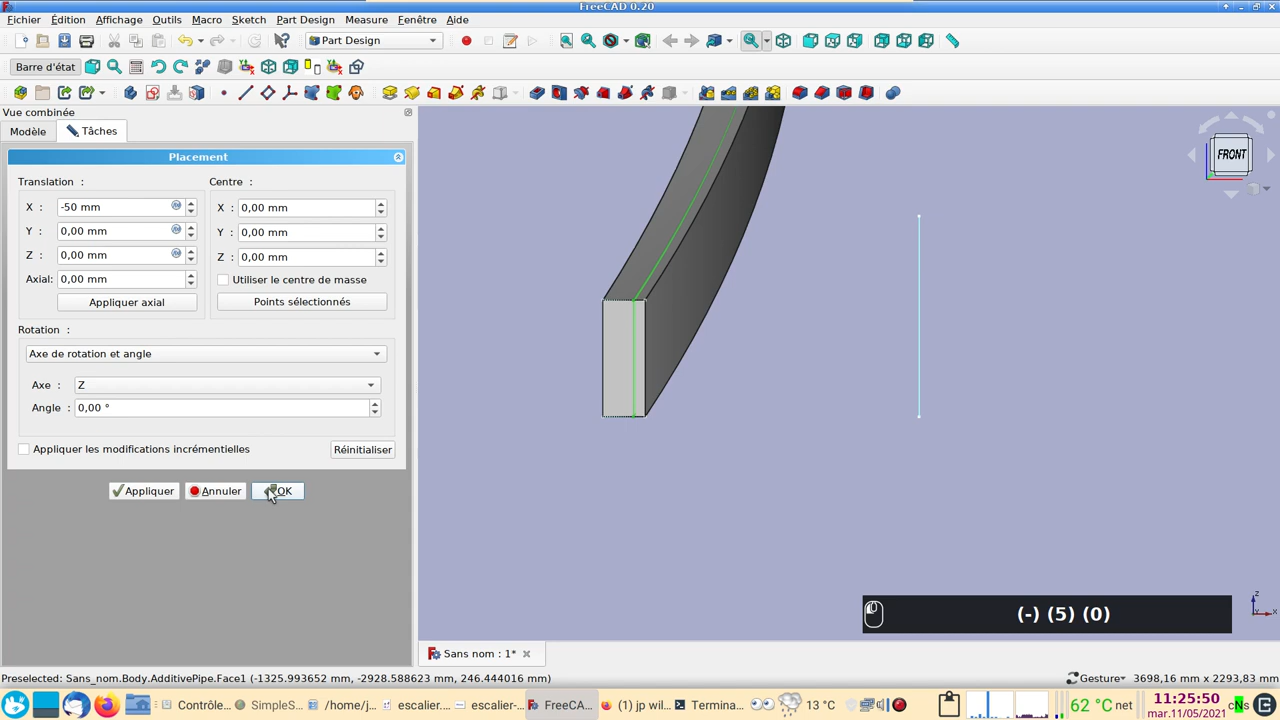 FreeCAD 0.20
Fichier Édition Affichage Outils Macro Sketch Part Design Measure Fenêtre Aide
Part Design
Barre d'état
Vue combinée
Modèle Tâches
Placement
Translation : Centre :
X : -50 mm X : 0,00 mm
Y : 0,00 mm Y : 0,00 mm
Z : 0,00 mm Z : 0,00 mm
Axial: 0,00 mm Utiliser le centre de masse
Appliquer axial Points sélectionnés
Rotation :
Axe de rotation et angle
Axe : Z
Angle : 0,00 °
Appliquer les modifications incrémentielles Réinitialiser
Appliquer Annuler OK
FRONT
(-) (5) (0)
Sans nom : 1*
Preselected: Sans_nom.Body.AdditivePipe.Face1 (-1325.993652 mm, -2928.588623 mm, 246.444016 mm) Gesture 3698,16 mm x 2293,83 mm
Contrôle... SimpleS... /home/j... escalier.... escalier-... FreeCA... (1) jp wil... Termina... 13 °C 62 °C net 11:25:50
mar.11/05/2021